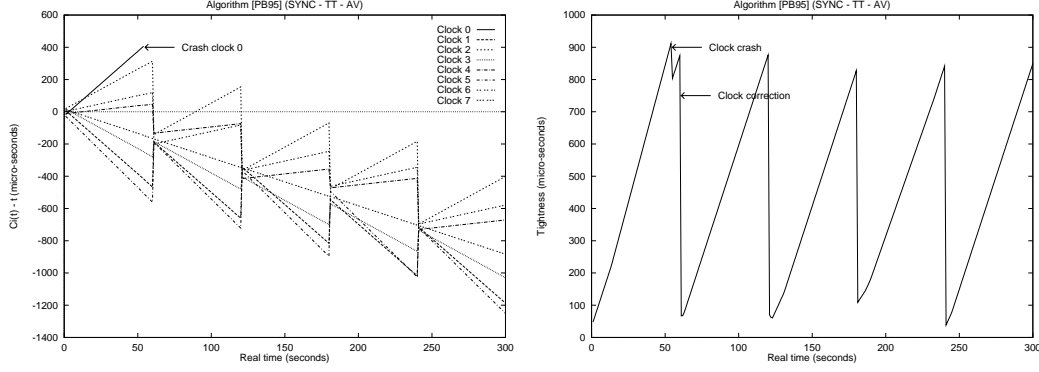 Algorithm [PB95] (SYNC - TT - AV)
600
400
200
0
-200
-400
-600
-800
-1000
-1200
-1400
Ci(t) - t (micro-seconds)
Crash clock 0
Clock 0
Clock 1
Clock 2
Clock 3
Clock 4
Clock 5
Clock 6
Clock 7
0 50 100 150 200 250 300
Real time (seconds)
Algorithm [PB95] (SYNC - TT - AV)
1000
900
800
700
600
500
400
300
200
100
0
Tightness (micro-seconds)
Clock crash
Clock correction
0 50 100 150 200 250 300
Real time (seconds)